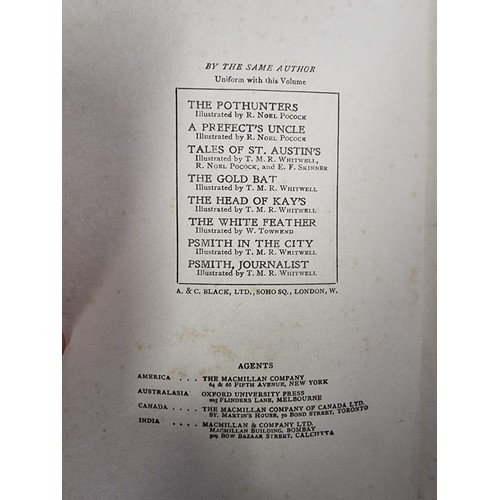 BY THE SAME AUTHOR
Uniform with this Volume
THE POTHUNTERS
Illustrated by R. Noel Pocock
A PREFECT'S UNCLE
Illustrated by R. Noel Pocock
TALES OF ST. AUSTIN'S
Illustrated by T. M. R. Whitwell,
R. Noel Pocock, and E. F. Skinner
THE GOLD BAT
Illustrated by T. M. R. Whitwell
THE HEAD OF KAY'S
Illustrated by T. M. R. Whitwell
THE WHITE FEATHER
Illustrated by W. Townend
PSMITH IN THE CITY
Illustrated by T. M. R. Whitwell
PSMITH, JOURNALIST
Illustrated by T. M. R. Whitwell
A. & C. BLACK, LTD., SOHO SQ., LONDON, W.
AGENTS
AMERICA . . . THE MACMILLAN COMPANY
64 & 66 FIFTH AVENUE, NEW YORK
AUSTRALASIA OXFORD UNIVERSITY PRESS
205 FLINDERS LANE, MELBOURNE
CANADA . . . THE MACMILLAN COMPANY OF CANADA LTD.
ST. MARTIN'S HOUSE, 70 BOND STREET, TORONTO
INDIA . . . MACMILLAN & COMPANY LTD.
MACMILLAN BUILDING, BOMBAY
309 BOW BAZAAR STREET, CALCUTTA